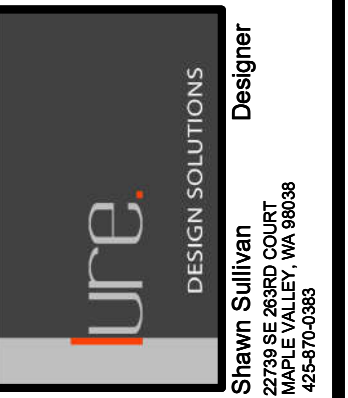 lure.
DESIGN SOLUTIONS
Shawn Sullivan Designer
22739 SE 263RD COURT
MAPLE VALLEY, WA 98038
425-870-0383